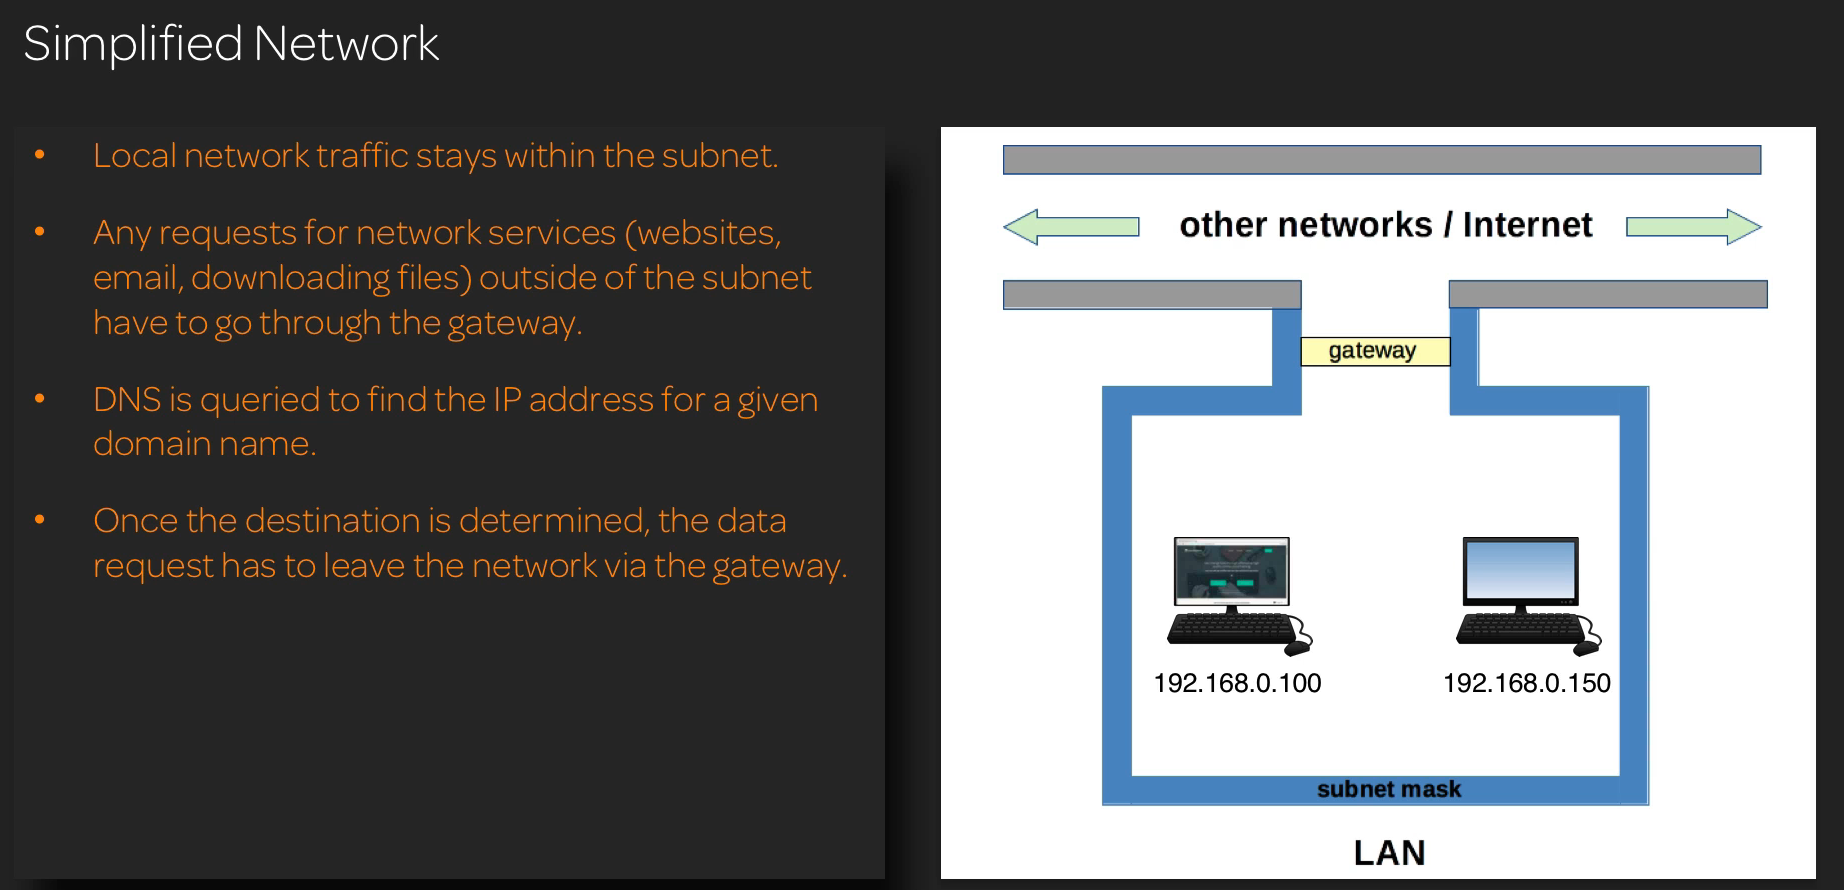 Simplified Network
• Local network traffic stays within the subnet.
• Any requests for network services (websites,
email, downloading files) outside of the subnet
have to go through the gateway.
• DNS is queried to find the IP address for a given
domain name.
• Once the destination is determined, the data
request has to leave the network via the gateway.
other networks / Internet
gateway
192.168.0.100
192.168.0.150
subnet mask
LAN